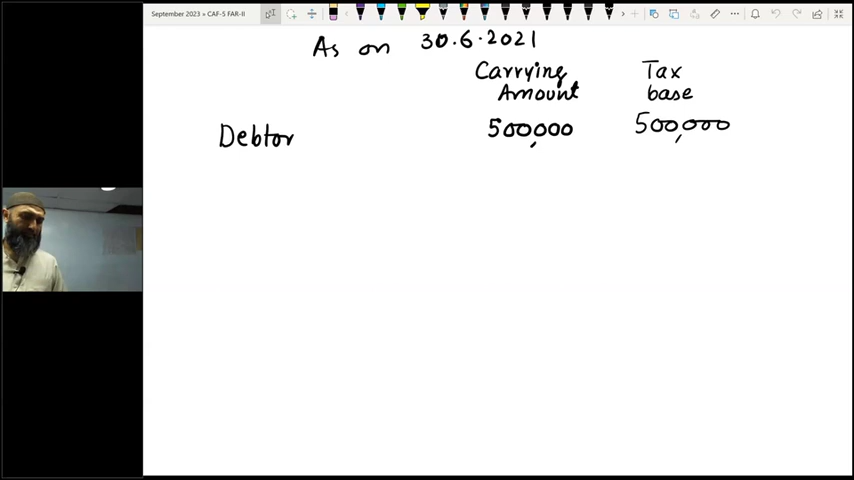 September 2023 » CAF-5 FAR-II
As on 30.6.2021
Carrying Amount
Tax base
Debtor 500,000 500,000